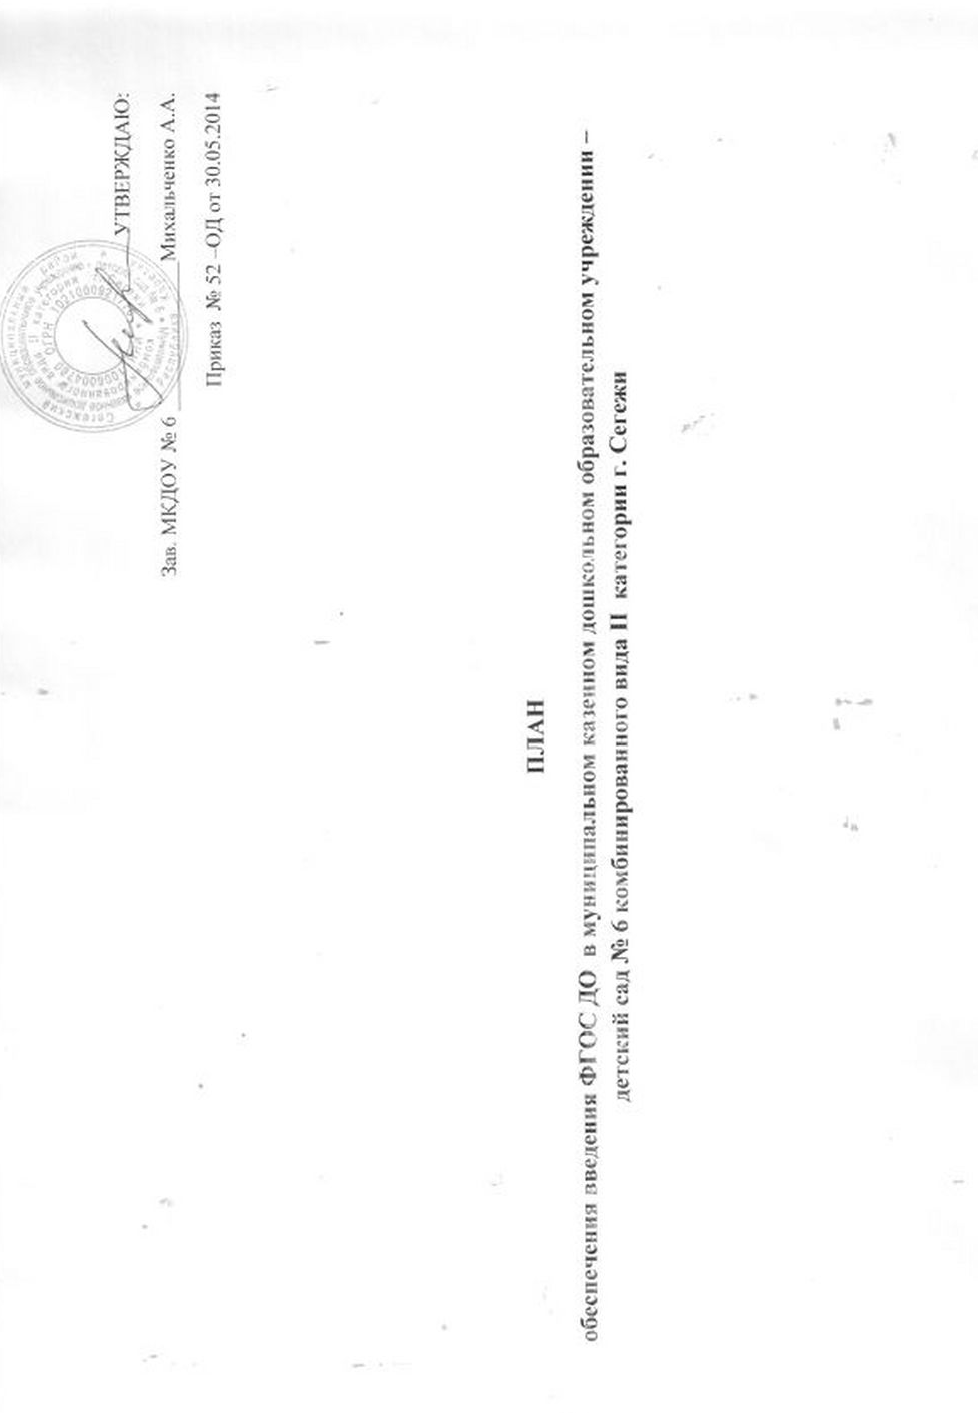 УТВЕРЖДАЮ:
Зав. МКДОУ № 6 ______________ Михальченко А.А.
Приказ № 52 –ОД от 30.05.2014
ПЛАН
обеспечения введения ФГОС ДО в муниципальном казенном дошкольном образовательном учреждении –
детский сад № 6 комбинированного вида II категории г. Сегежи